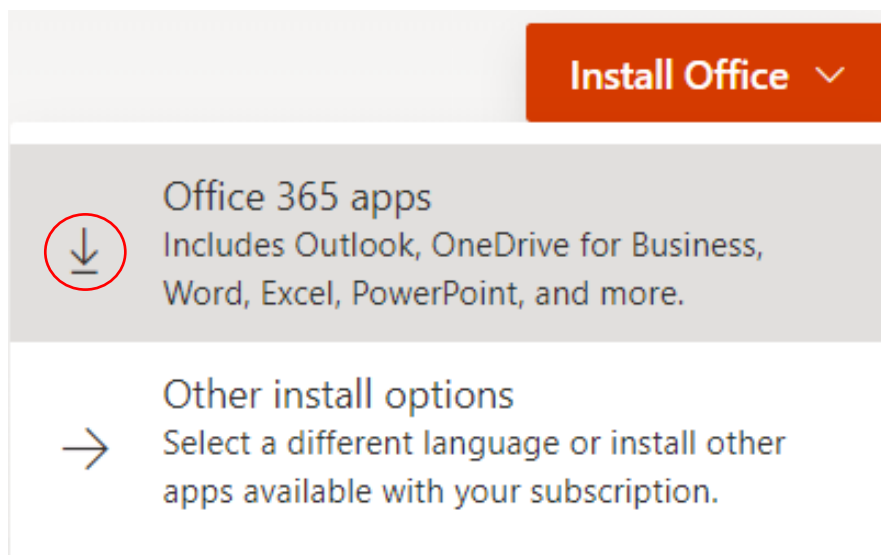 Install Office
Office 365 apps
Includes Outlook, OneDrive for Business,
Word, Excel, PowerPoint, and more.
Other install options
Select a different language or install other
apps available with your subscription.